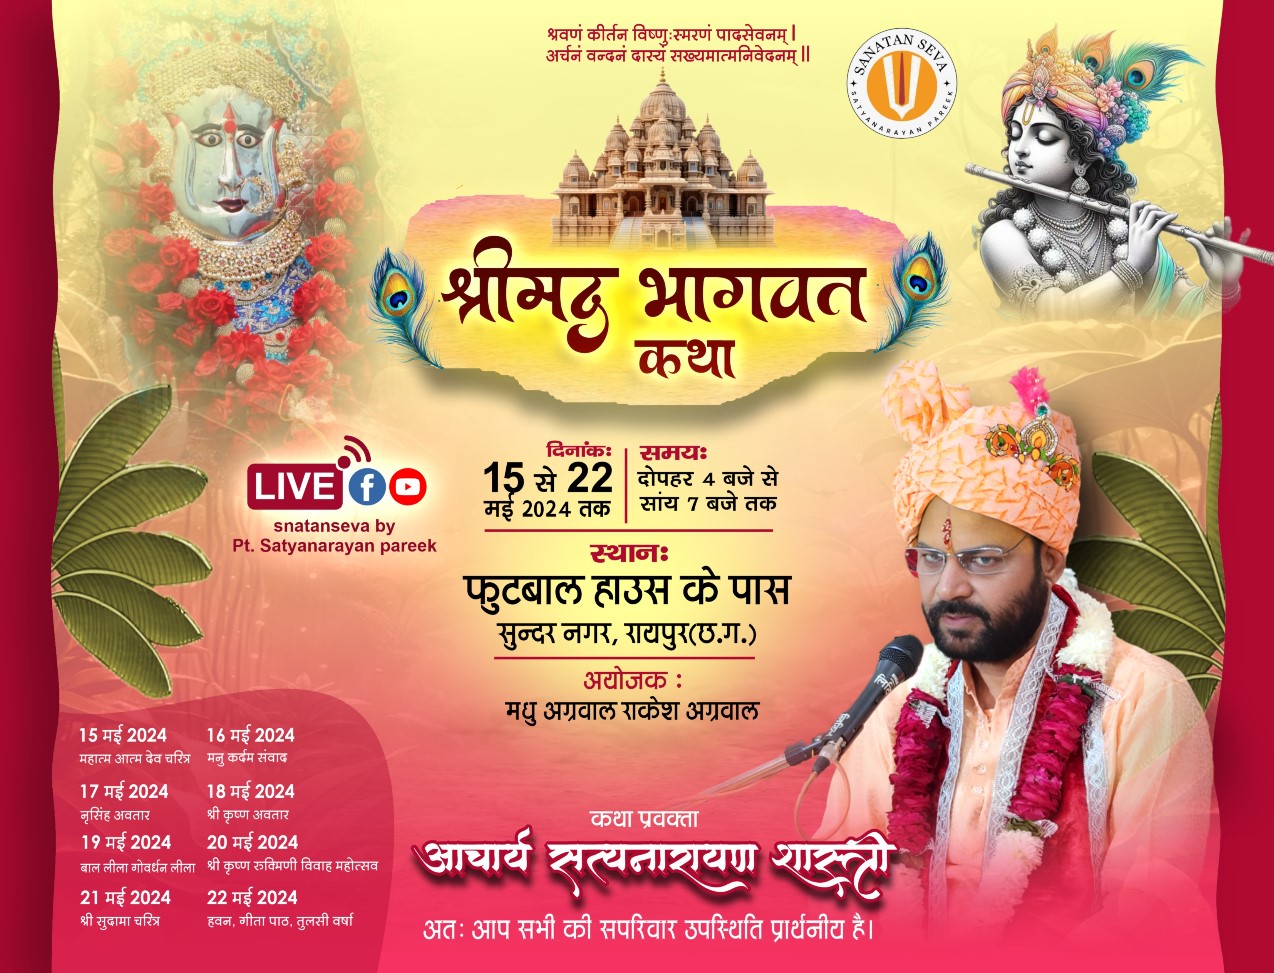 श्रवणं कीर्तन विष्णुःस्मरणं पादसेवनम् |
अर्चनं वन्दनं दास्यं सख्यमात्मनिवेदनम् ||
SANATAN SEVA
SATYANARAYAN PAREEK
श्रीमद्व भागवत
कथा
LIVE
snatanseva by
Pt. Satyanarayan pareek
दिनांकः
15 से 22
मई 2024 तक
समयः
दोपहर 4 बजे से
सांय 7 बजे तक
स्थानः
फुटबाल हाउस के पास
सुन्दर नगर, रायपुर(छ.ग.)
अयोजक :
मधु अग्रवाल राकेश अग्रवाल
15 मई 2024
महात्म आत्म देव चरित्र
16 मई 2024
मनु कर्दम संवाद
17 मई 2024
नृसिंह अवतार
18 मई 2024
श्री कृष्ण अवतार
19 मई 2024
बाल लीला गोवर्धन लीला
20 मई 2024
श्री कृष्ण रुक्मिणी विवाह महोत्सव
21 मई 2024
श्री सुदामा चरित्र
22 मई 2024
हवन, गीता पाठ, तुलसी वर्षा
कथा प्रवक्ता
आचार्य सत्यनारायण शास्त्री
अतः आप सभी की सपरिवार उपस्थिति प्रार्थनीय है।